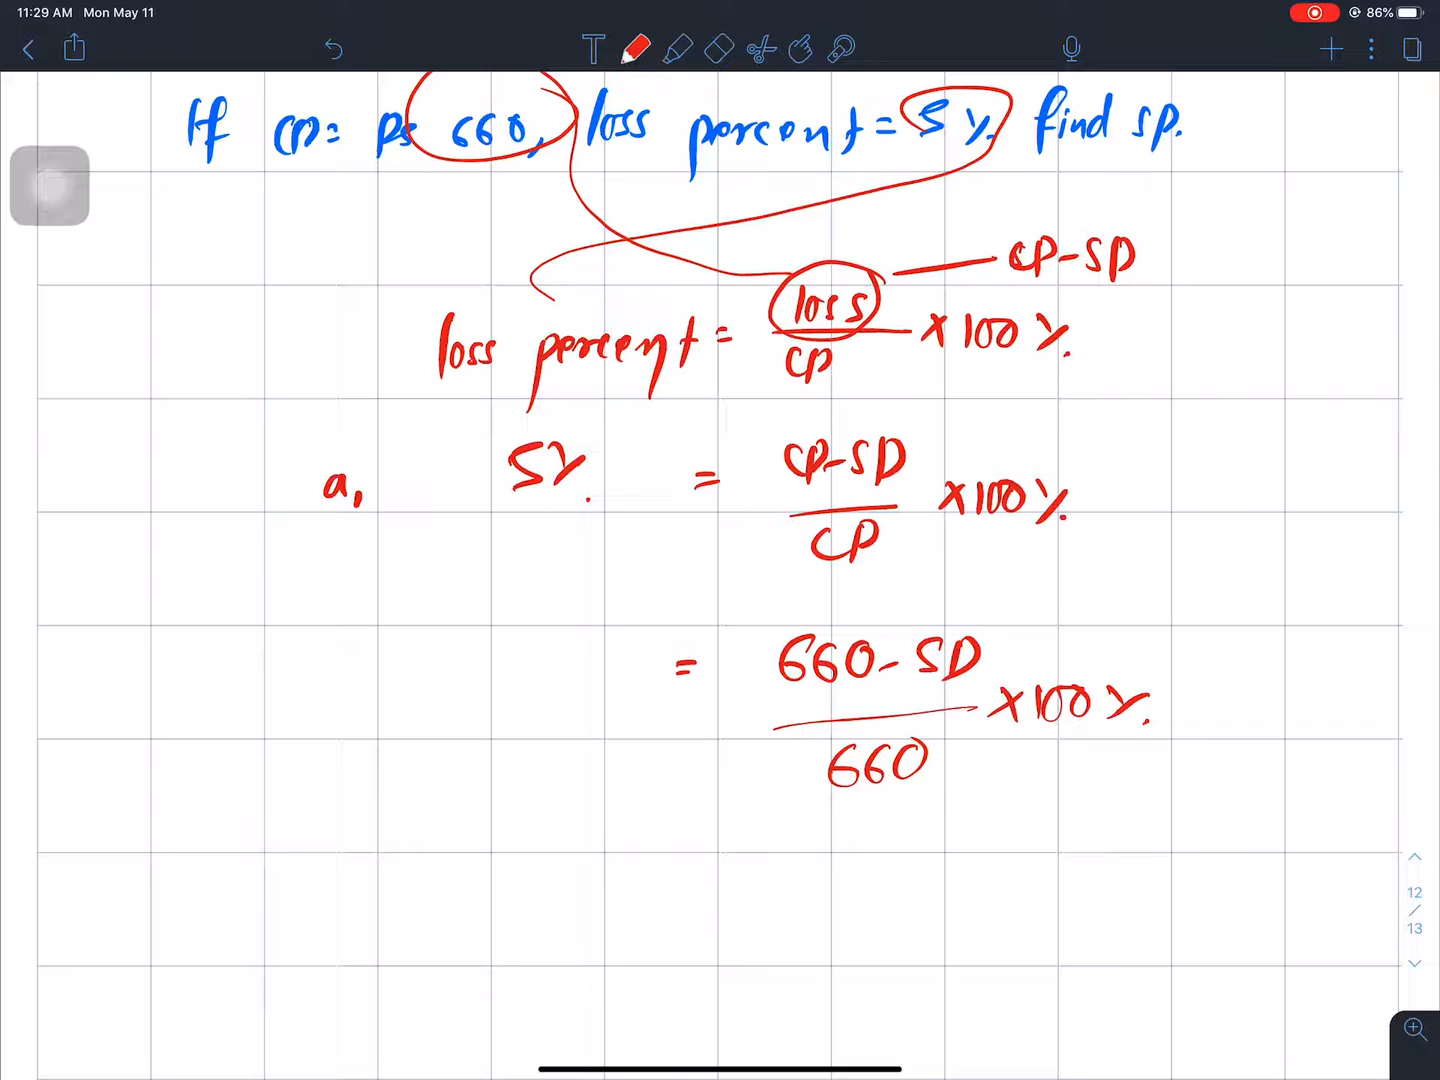 11:29 AM Mon May 11
86%
If CP = Rs 660, loss percent = 5% find SP.
CP-SP
loss percent = loss/CP × 100%
a, 5% = CP-SP/CP × 100%
= 660-SP/660 × 100%
12
/
13